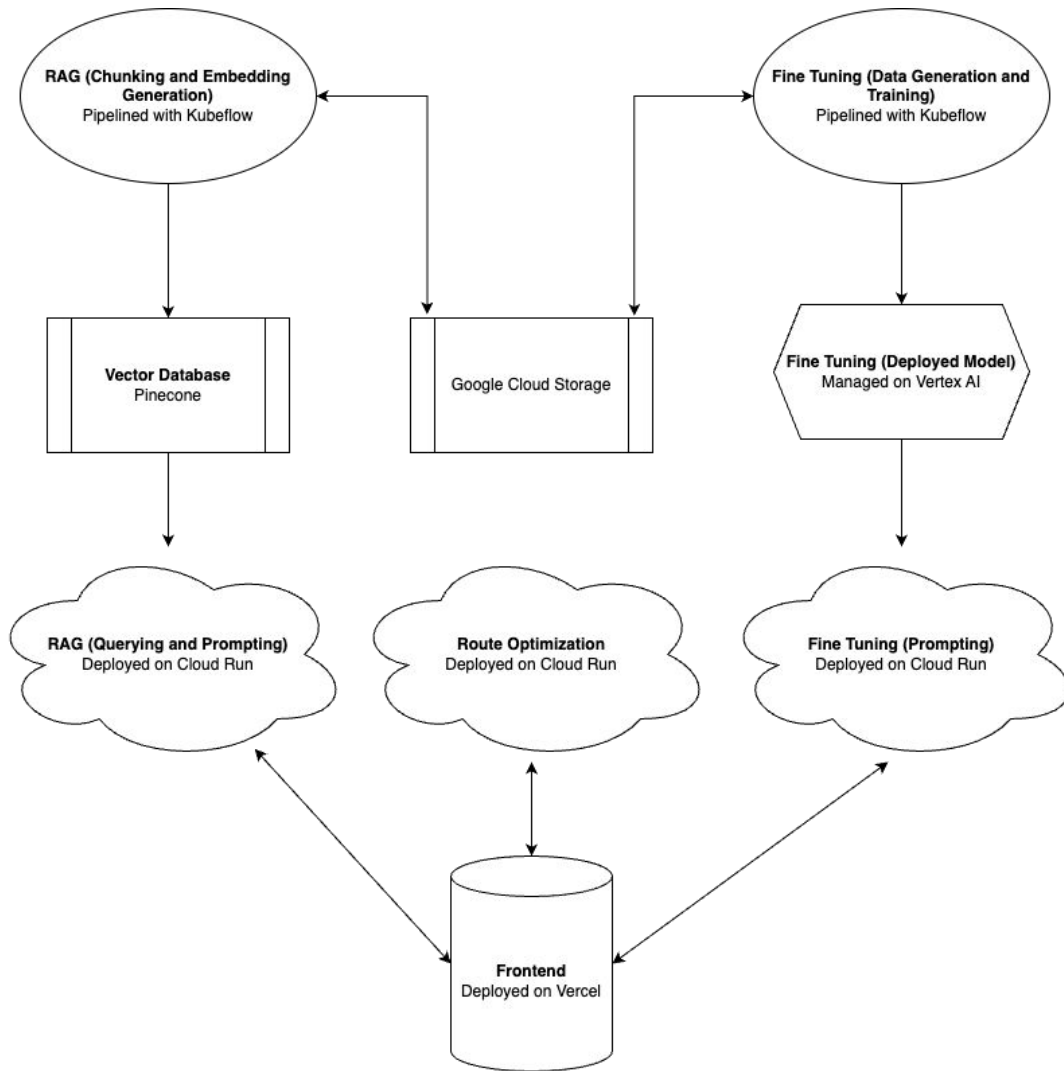 RAG (Chunking and Embedding
Generation)
Pipelined with Kubeflow
Fine Tuning (Data Generation and
Training)
Pipelined with Kubeflow
Vector Database
Pinecone
Google Cloud Storage
Fine Tuning (Deployed Model)
Managed on Vertex AI
RAG (Querying and Prompting)
Deployed on Cloud Run
Route Optimization
Deployed on Cloud Run
Fine Tuning (Prompting)
Deployed on Cloud Run
Frontend
Deployed on Vercel